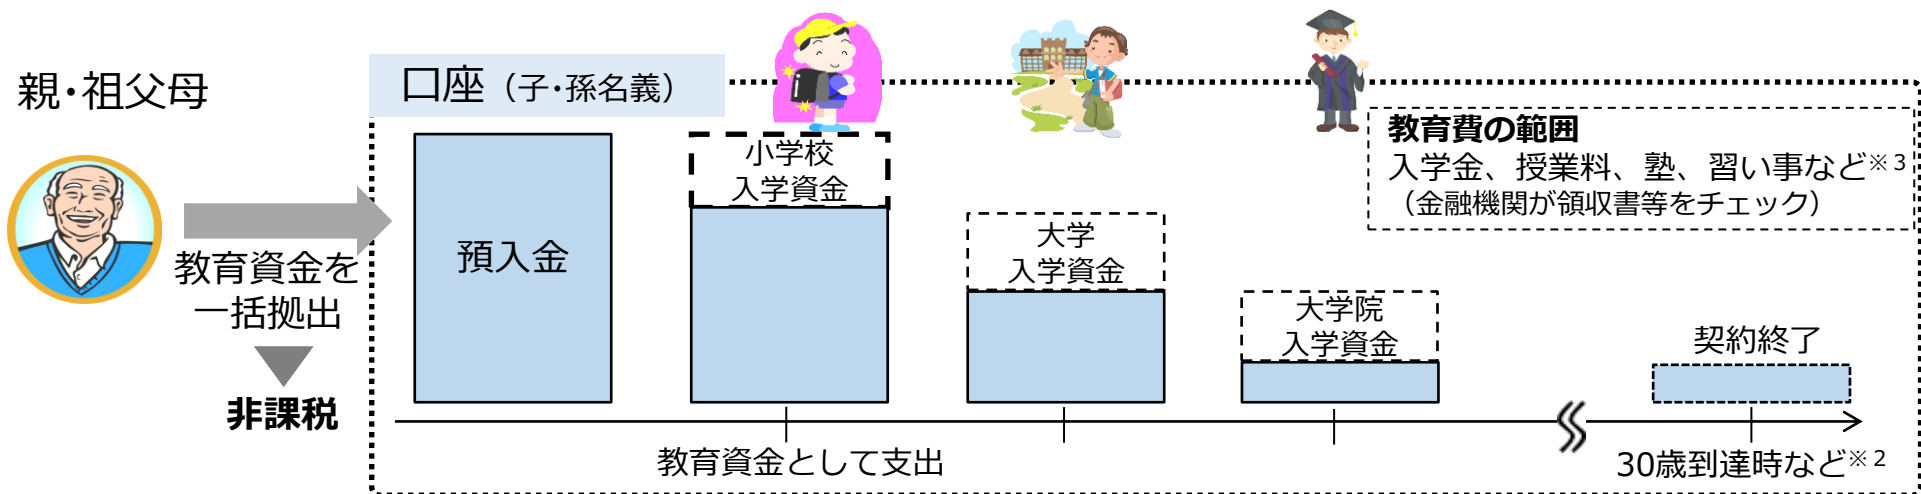 親・祖父母
教育資金を
一括拠出
非課税
口座（子・孫名義）
預入金
小学校
入学資金
大学
入学資金
大学院
入学資金
教育費の範囲
入学金、授業料、塾、習い事など※3
（金融機関が領収書等をチェック）
契約終了
教育資金として支出
30歳到達時など※2